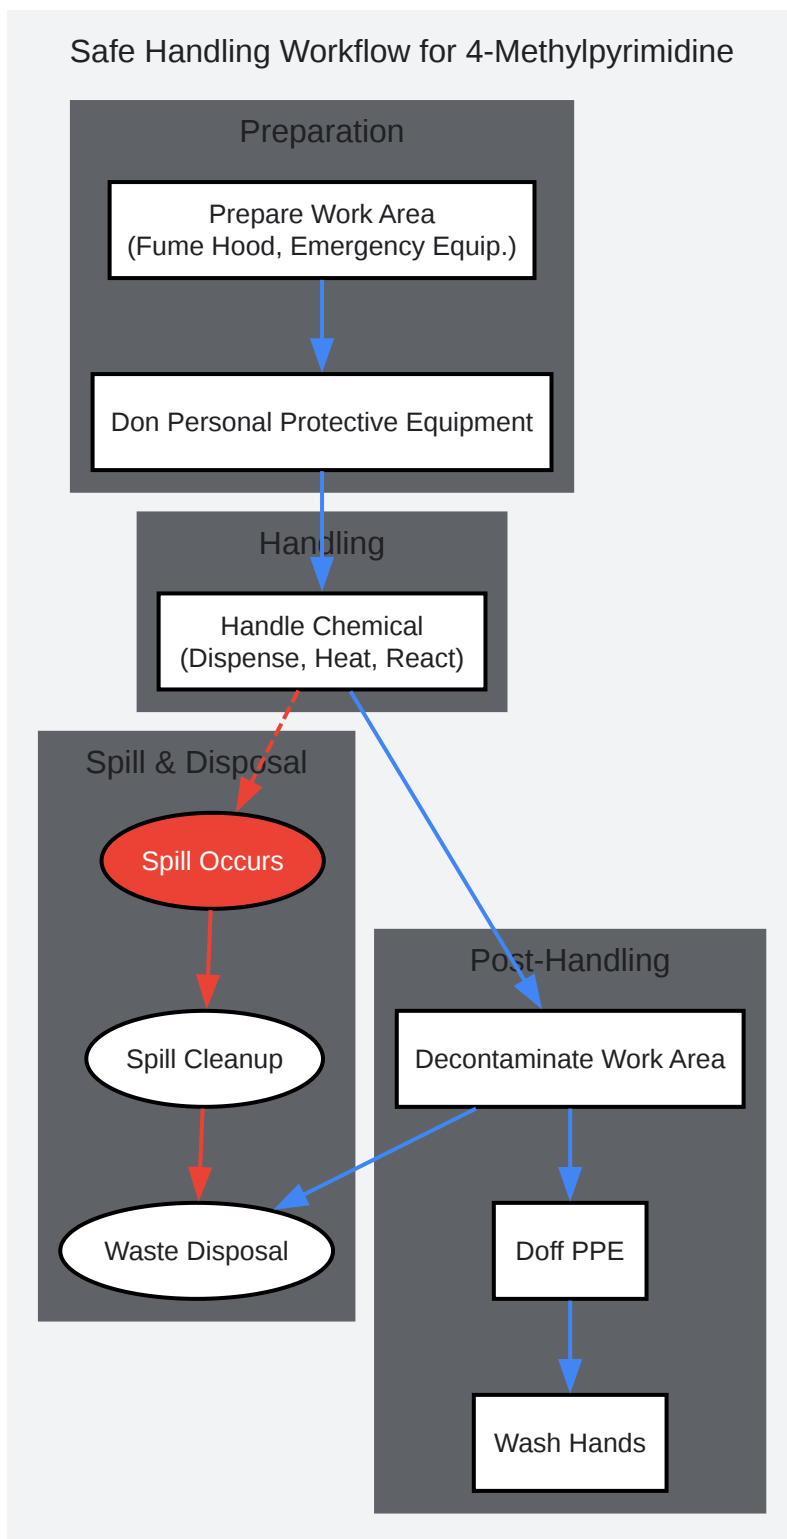 Safe Handling Workflow for 4-Methylpyrimidine
Preparation
Prepare Work Area
(Fume Hood, Emergency Equip.)
Don Personal Protective Equipment
Handling
Handle Chemical
(Dispense, Heat, React)
Spill & Disposal
Spill Occurs
Spill Cleanup
Waste Disposal
Post-Handling
Decontaminate Work Area
Doff PPE
Wash Hands